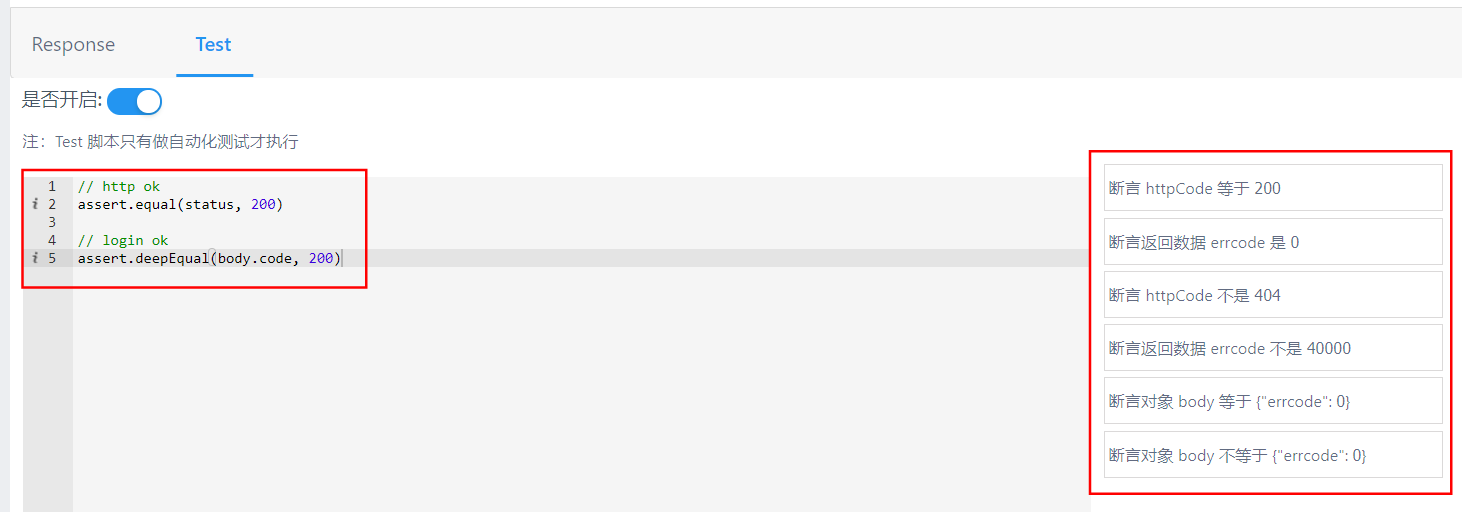 Response Test
是否开启:
注：Test 脚本只有做自动化测试才执行
1 // http ok
i 2 assert.equal(status, 200)
3
4 // login ok
i 5 assert.deepEqual(body.code, 200)
断言 httpCode 等于 200
断言返回数据 errcode 是 0
断言 httpCode 不是 404
断言返回数据 errcode 不是 40000
断言对象 body 等于 {"errcode": 0}
断言对象 body 不等于 {"errcode": 0}